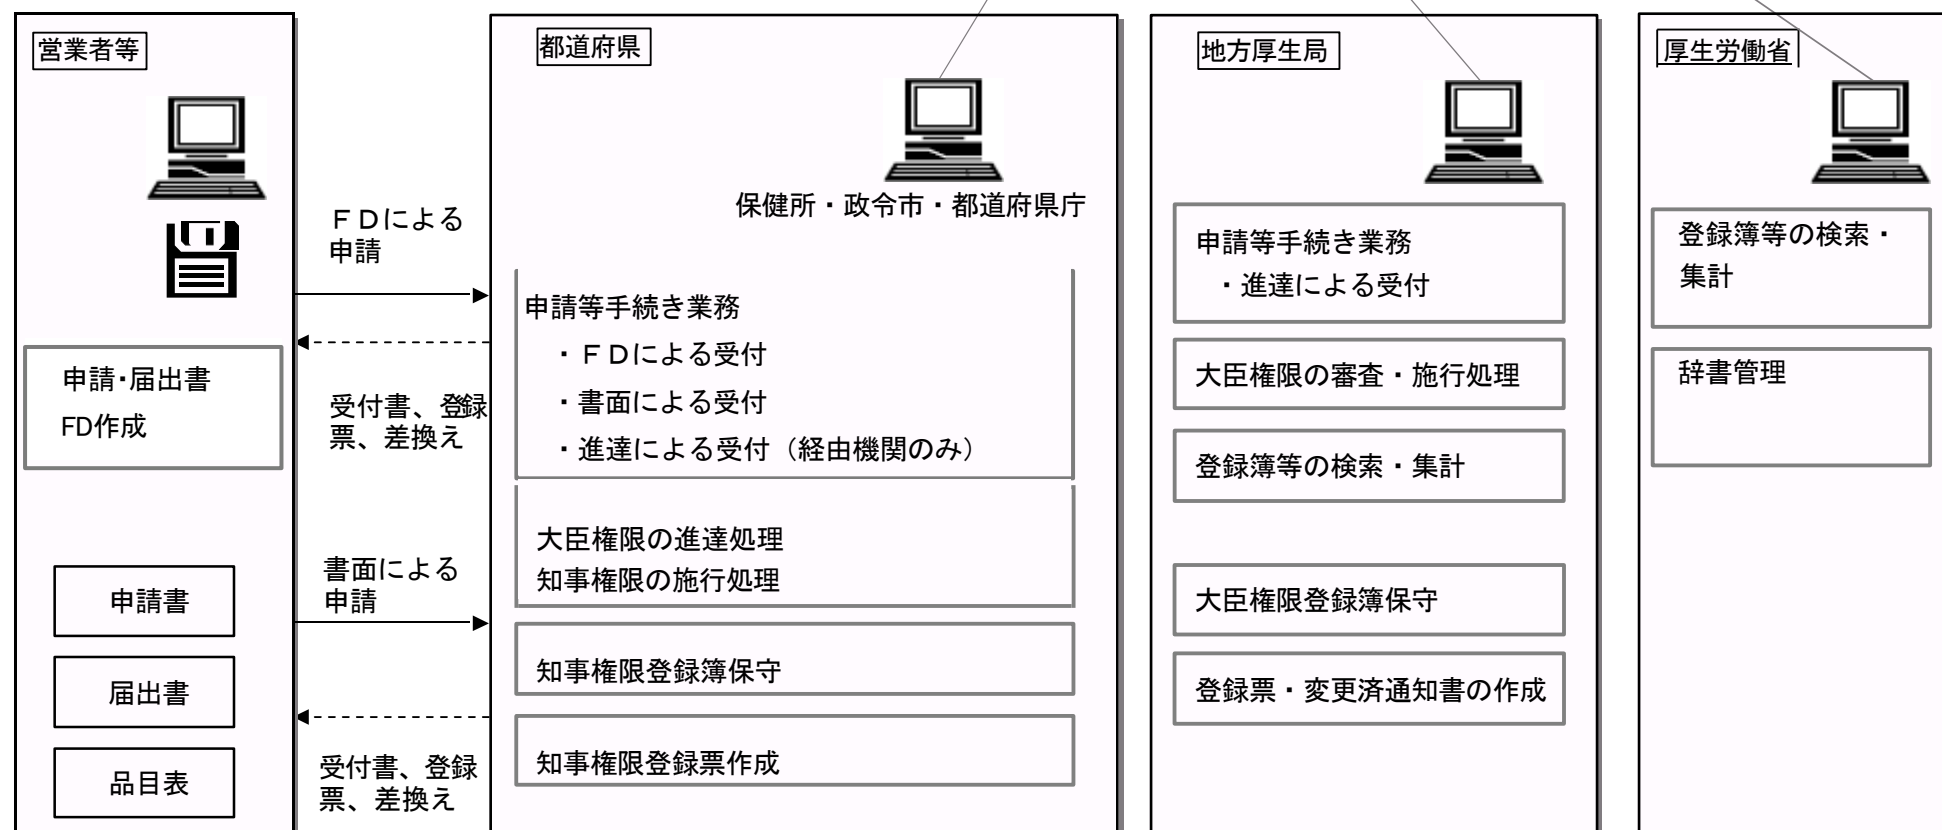 営業者等
申請・届出書
FD作成
申請書
届出書
品目表
ＦＤによる
申請
受付書、登録
票、差換え
書面による
申請
受付書、登録
票、差換え
都道府県
保健所・政令市・都道府県庁
申請等手続き業務
・ＦＤによる受付
・書面による受付
・進達による受付（経由機関のみ）
大臣権限の進達処理
知事権限の施行処理
知事権限登録簿保守
知事権限登録票作成
地方厚生局
申請等手続き業務
・進達による受付
大臣権限の審査・施行処理
登録簿等の検索・集計
大臣権限登録簿保守
登録票・変更済通知書の作成
厚生労働省
登録簿等の検索・
集計
辞書管理